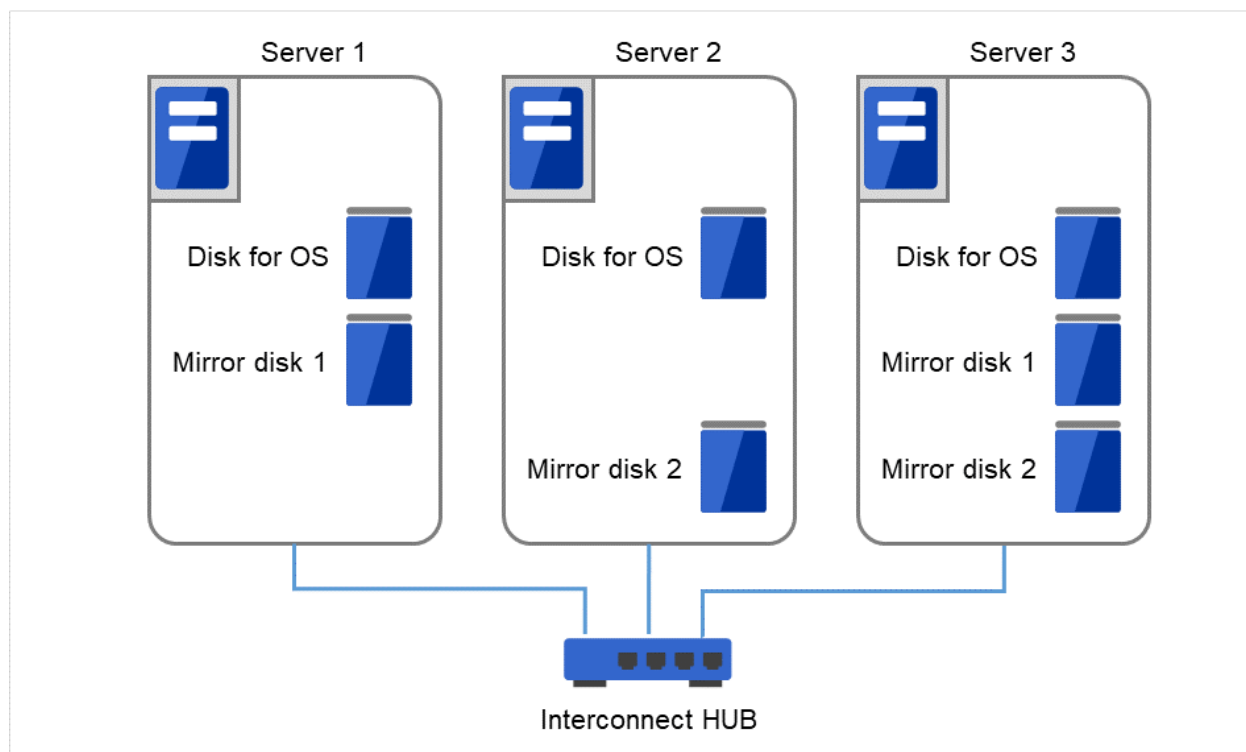 Server 1
Server 2
Server 3
Disk for OS
Disk for OS
Disk for OS
Mirror disk 1
Mirror disk 1
Mirror disk 2
Mirror disk 2
Interconnect HUB